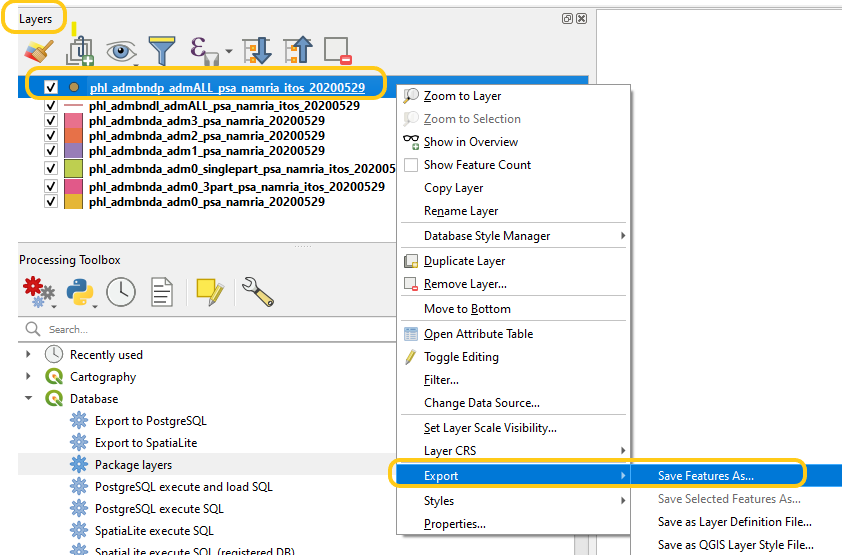 Layers
phl_admbndp_admALL_psa_namria_itos_20200529
phl_admbndl_admALL_psa_namria_itos_20200529
phl_admbnda_adm3_psa_namria_20200529
phl_admbnda_adm2_psa_namria_20200529
phl_admbnda_adm1_psa_namria_20200529
phl_admbnda_adm0_singlepart_psa_namria_itos_202005
phl_admbnda_adm0_3part_psa_namria_itos_20200529
phl_admbnda_adm0_psa_namria_20200529
Zoom to Layer
Zoom to Selection
Show in Overview
Show Feature Count
Copy Layer
Rename Layer
Database Style Manager
Duplicate Layer
Remove Layer...
Move to Bottom
Open Attribute Table
Toggle Editing
Filter...
Change Data Source...
Set Layer Scale Visibility...
Layer CRS
Export
Styles
Properties...
Save Features As...
Save Selected Features As...
Save as Layer Definition File...
Save as QGIS Layer Style File...
Processing Toolbox
Search...
Recently used
Cartography
Database
Export to PostgreSQL
Export to SpatiaLite
Package layers
PostgreSQL execute and load SQL
PostgreSQL execute SQL
SpatiaLite execute SQL
SpatiaLite execute SQL (registered DB)